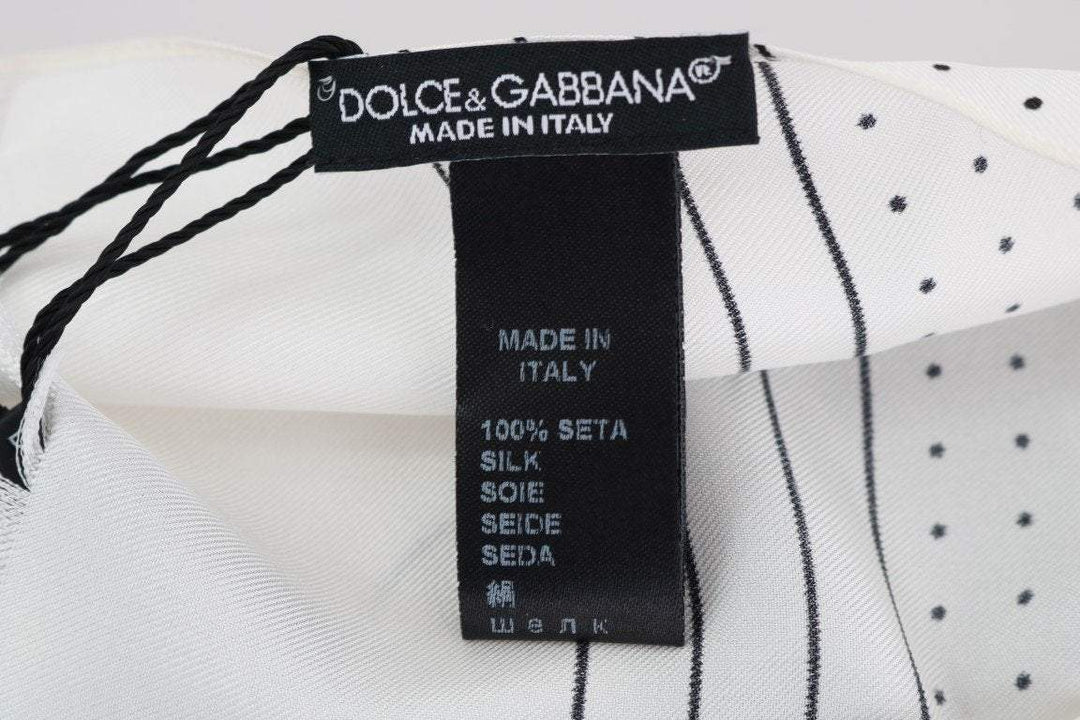 DOLCE&GABBANA®
MADE IN ITALY
MADE IN
ITALY
100% SETA
SILK
SOIE
SEIDE
SEDA
絹
шелк